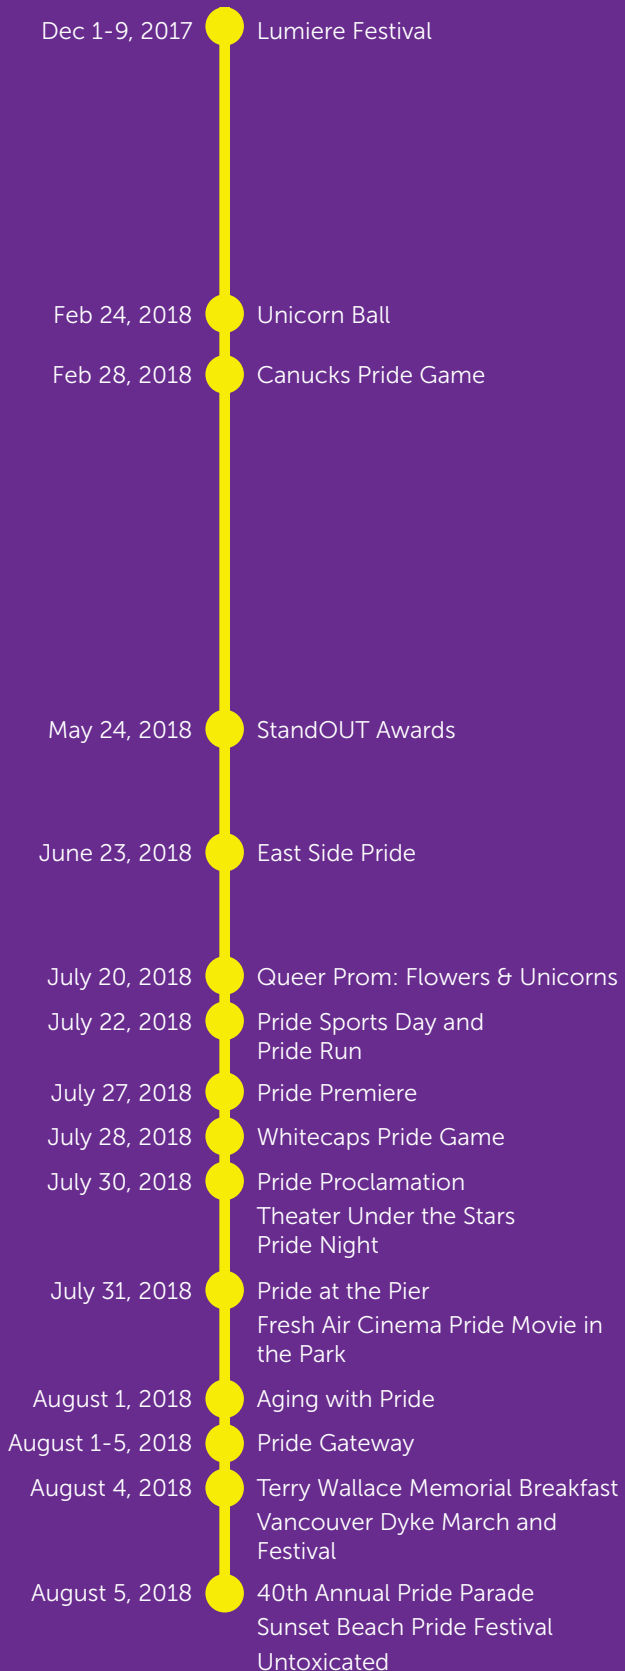 Dec 1-9, 2017 Lumiere Festival
Feb 24, 2018 Unicorn Ball
Feb 28, 2018 Canucks Pride Game
May 24, 2018 StandOUT Awards
June 23, 2018 East Side Pride
July 20, 2018 Queer Prom: Flowers & Unicorns
July 22, 2018 Pride Sports Day and
Pride Run
July 27, 2018 Pride Premiere
July 28, 2018 Whitecaps Pride Game
July 30, 2018 Pride Proclamation
Theater Under the Stars
Pride Night
July 31, 2018 Pride at the Pier
Fresh Air Cinema Pride Movie in
the Park
August 1, 2018 Aging with Pride
August 1-5, 2018 Pride Gateway
August 4, 2018 Terry Wallace Memorial Breakfast
Vancouver Dyke March and
Festival
August 5, 2018 40th Annual Pride Parade
Sunset Beach Pride Festival
Untoxicated